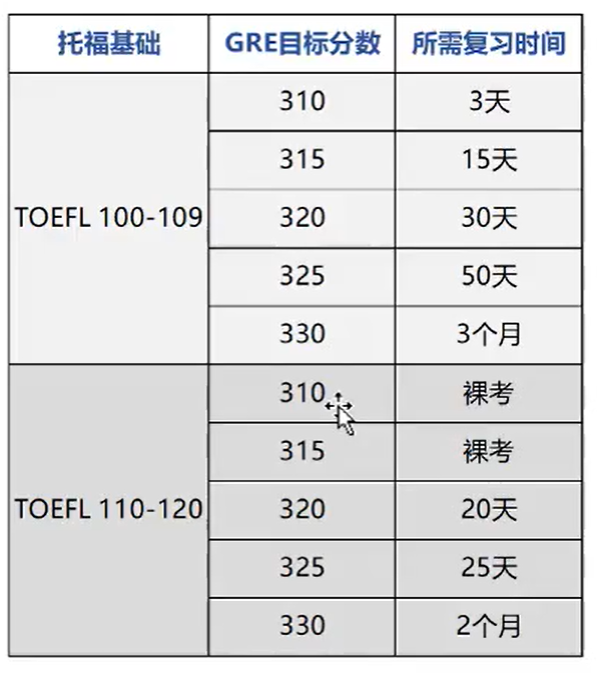 托福基础 GRE目标分数 所需复习时间
310 3天
315 15天
TOEFL 100-109 320 30天
325 50天
330 3个月
310 裸考
315 裸考
TOEFL 110-120 320 20天
325 25天
330 2个月